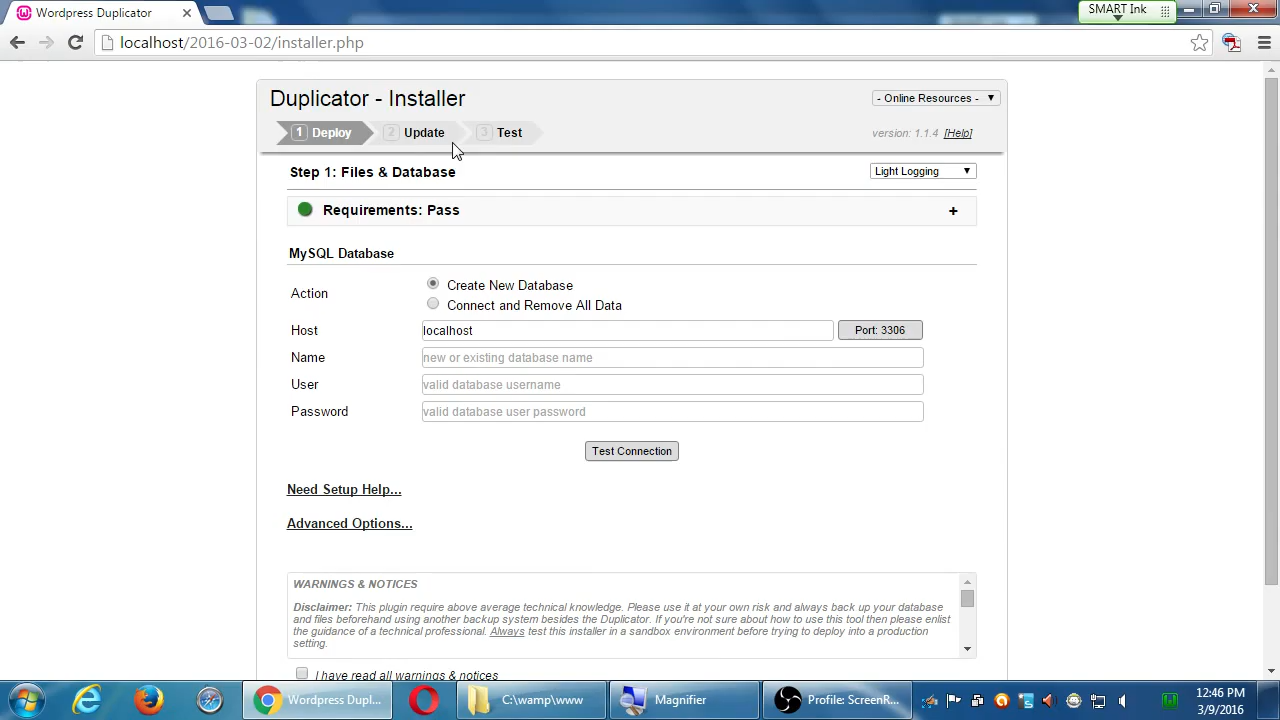 Wordpress Duplicator
SMART Ink
localhost/2016-03-02/installer.php
Duplicator - Installer
- Online Resources -
1 Deploy
2 Update
3 Test
version: 1.1.4 [Help]
Step 1: Files & Database
Light Logging
Requirements: Pass
+
MySQL Database
Action
Create New Database
Connect and Remove All Data
Host
localhost
Port: 3306
Name
new or existing database name
User
valid database username
Password
valid database user password
Test Connection
Need Setup Help...
Advanced Options...
WARNINGS & NOTICES
Disclaimer: This plugin require above average technical knowledge. Please use it at your own risk and always back up your database
and files beforehand using another backup system besides the Duplicator. If you're not sure about how to use this tool then please enlist
the guidance of a technical professional. Always test this installer in a sandbox environment before trying to deploy into a production
setting.
I have read all warnings & notices
Wordpress Dupl...
C:\wamp\www
Magnifier
Profile: ScreenR...
12:46 PM
3/9/2016